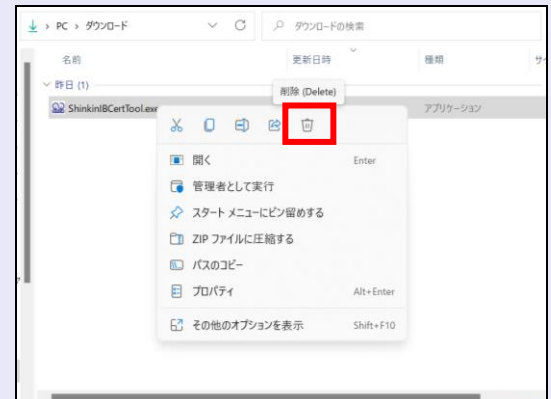 > PC > ダウンロード
ダウンロードの検索
名前 更新日時 種類
昨日 (1)
削除 (Delete)
ShinkinIBCertTool.exe アプリケーション
開く Enter
管理者として実行
スタート メニューにピン留めする
ZIP ファイルに圧縮する
パスのコピー
プロパティ Alt+Enter
その他のオプションを表示 Shift+F10